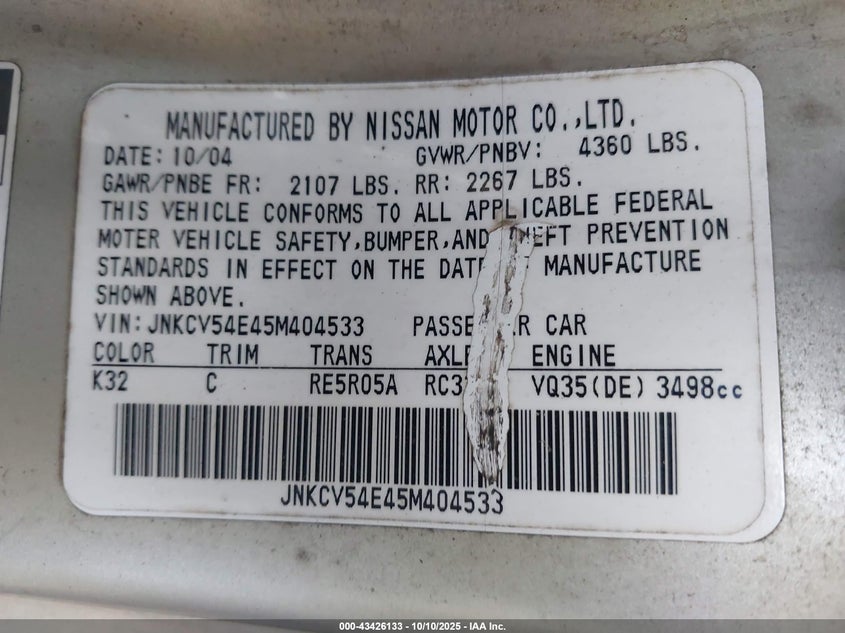 MANUFACTURED BY NISSAN MOTOR CO.,LTD.
DATE: 10/04 GVWR/PNBV: 4360 LBS.
GAWR/PNBE FR: 2107 LBS. RR: 2267 LBS.
THIS VEHICLE CONFORMS TO ALL APPLICABLE FEDERAL
MOTER VEHICLE SAFETY,BUMPER,AND PREVENTION
STANDARDS IN EFFECT ON THE MANUFACTURE
SHOWN ABOVE.
VIN: JNKCV54E45M404533 CAR
COLOR TRIM TRANS AXLE ENGINE
K32 C RE5R05A VQ35(DE) 3498cc
JNKCV54E45M404533
000-43426133 - 10/10/2025 - IAA Inc.